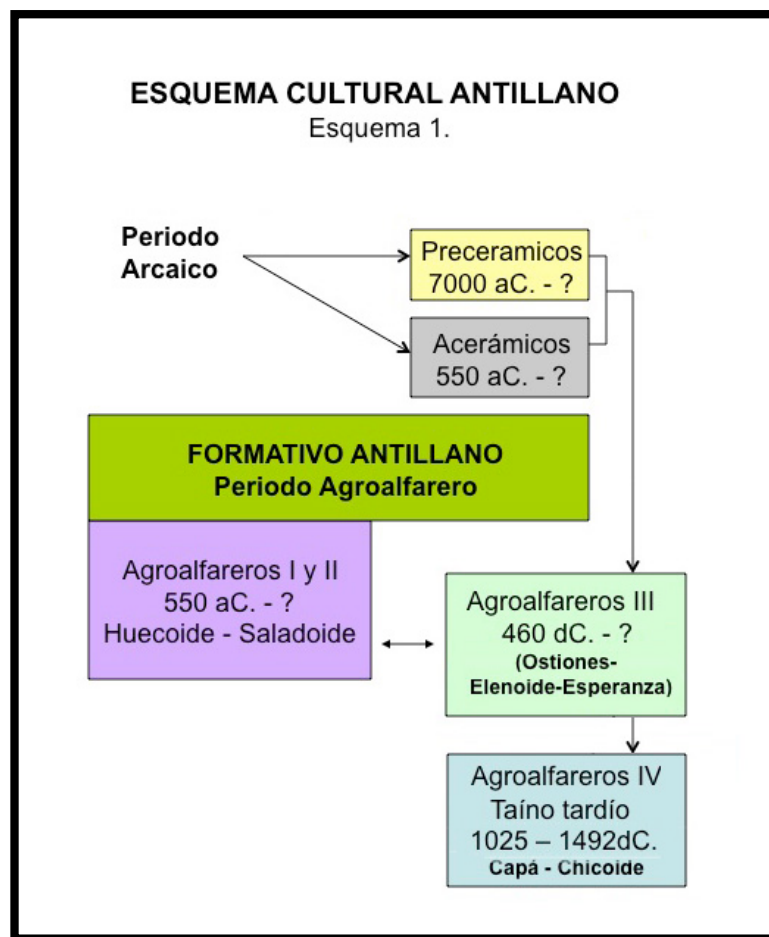 ESQUEMA CULTURAL ANTILLANO
Esquema 1.
Periodo
Arcaico
Preceramicos
7000 aC. - ?
Acerámicos
550 aC. - ?
FORMATIVO ANTILLANO
Periodo Agroalfarero
Agroalfareros I y II
550 aC. - ?
Huecoide - Saladoide
Agroalfareros III
460 dC. - ?
(Ostiones-
Elenoide-Esperanza)
Agroalfareros IV
Taíno tardío
1025 – 1492dC.
Capá - Chicoide